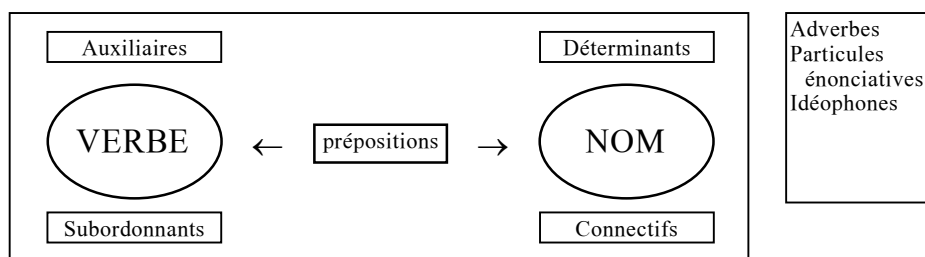 Auxiliaires
Déterminants
VERBE
←
prépositions
→
NOM
Subordonnants
Connectifs
Adverbes
Particules
énonciatives
Idéophones